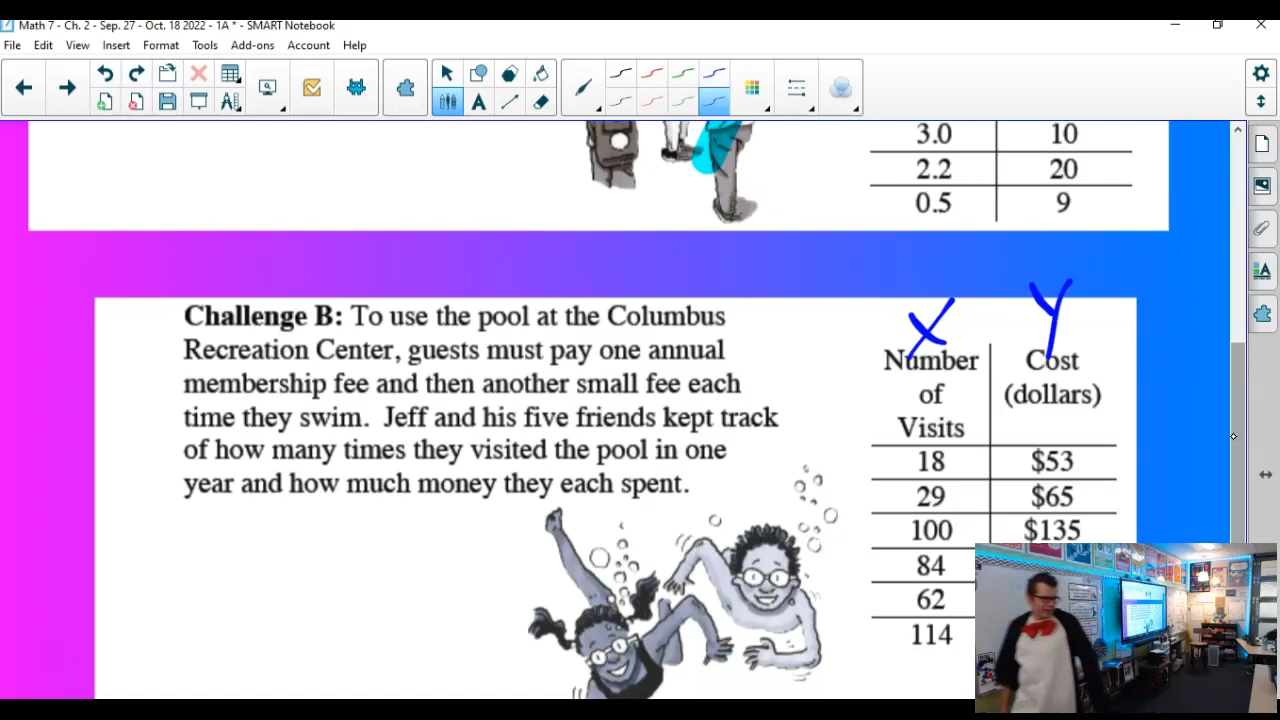 Math 7 - Ch. 2 - Sep. 27 - Oct. 18 2022 - 1A * - SMART Notebook
File Edit View Insert Format Tools Add-ons Account Help
3.0 10
2.2 20
0.5 9
x y
Challenge B: To use the pool at the Columbus
Recreation Center, guests must pay one annual
membership fee and then another small fee each
time they swim. Jeff and his five friends kept track
of how many times they visited the pool in one
year and how much money they each spent.
Number Cost
of (dollars)
Visits
18 $53
29 $65
100 $135
84
62
114